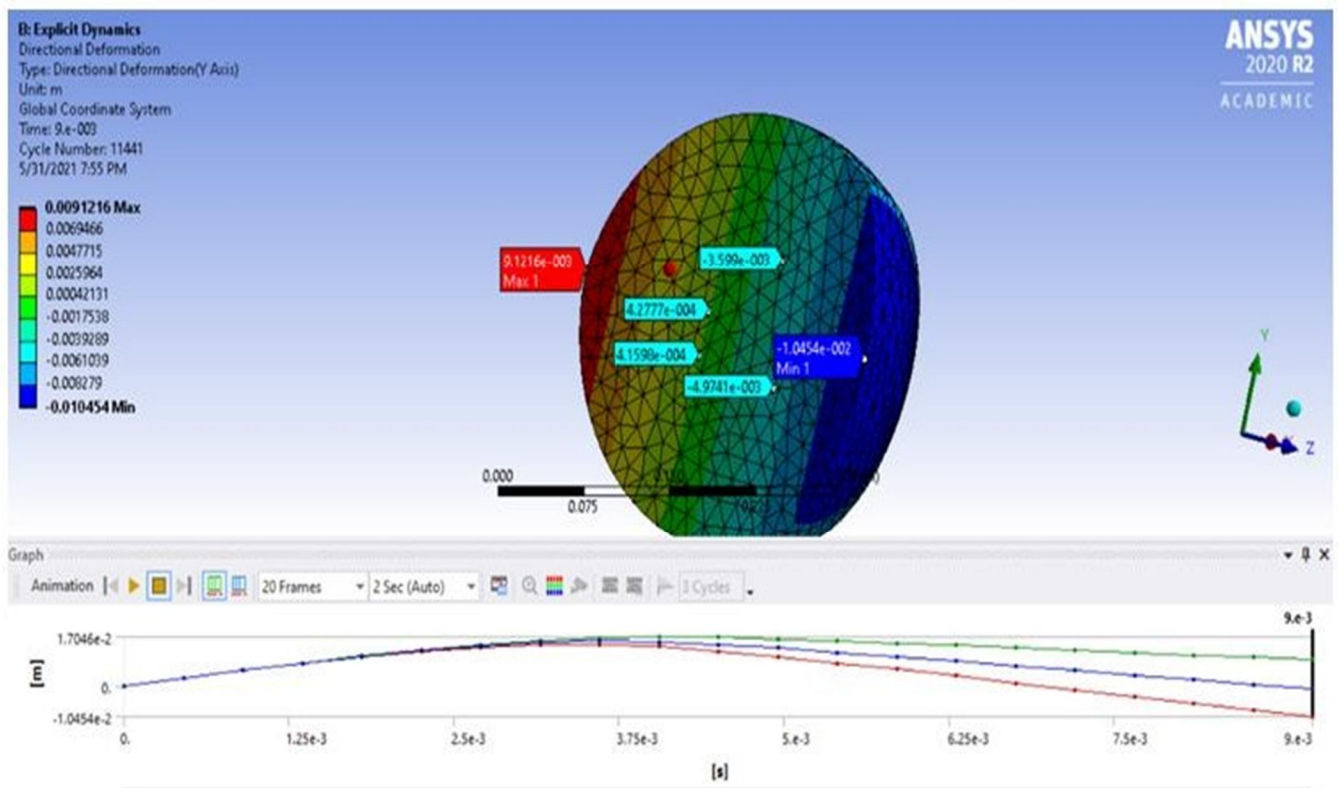 B: Explicit Dynamics
Directional Deformation
Type: Directional Deformation(Y Axis)
Unit: m
Global Coordinate System
Time: 9.e-003
Cycle Number: 11441
5/31/2021 7:55 PM
0.0091216 Max
0.0069466
0.0047715
0.0025964
0.00042131
-0.0017538
-0.0039289
-0.0061039
-0.008279
-0.010454 Min
ANSYS
2020 R2
ACADEMIC
9.1216e-003
Max 1
-3.599e-003
4.2777e-004
4.1598e-004
-1.0454e-002
Min 1
-4.9741e-003
0.000
0.075
Y
Z
Graph
Animation 20 Frames 2 Sec (Auto) 3 Cycles
9.e-3
1.7046e-2
[m]
0.
-1.0454e-2
0. 1.25e-3 2.5e-3 3.75e-3 5.e-3 6.25e-3 7.5e-3 9.e-3
[s]